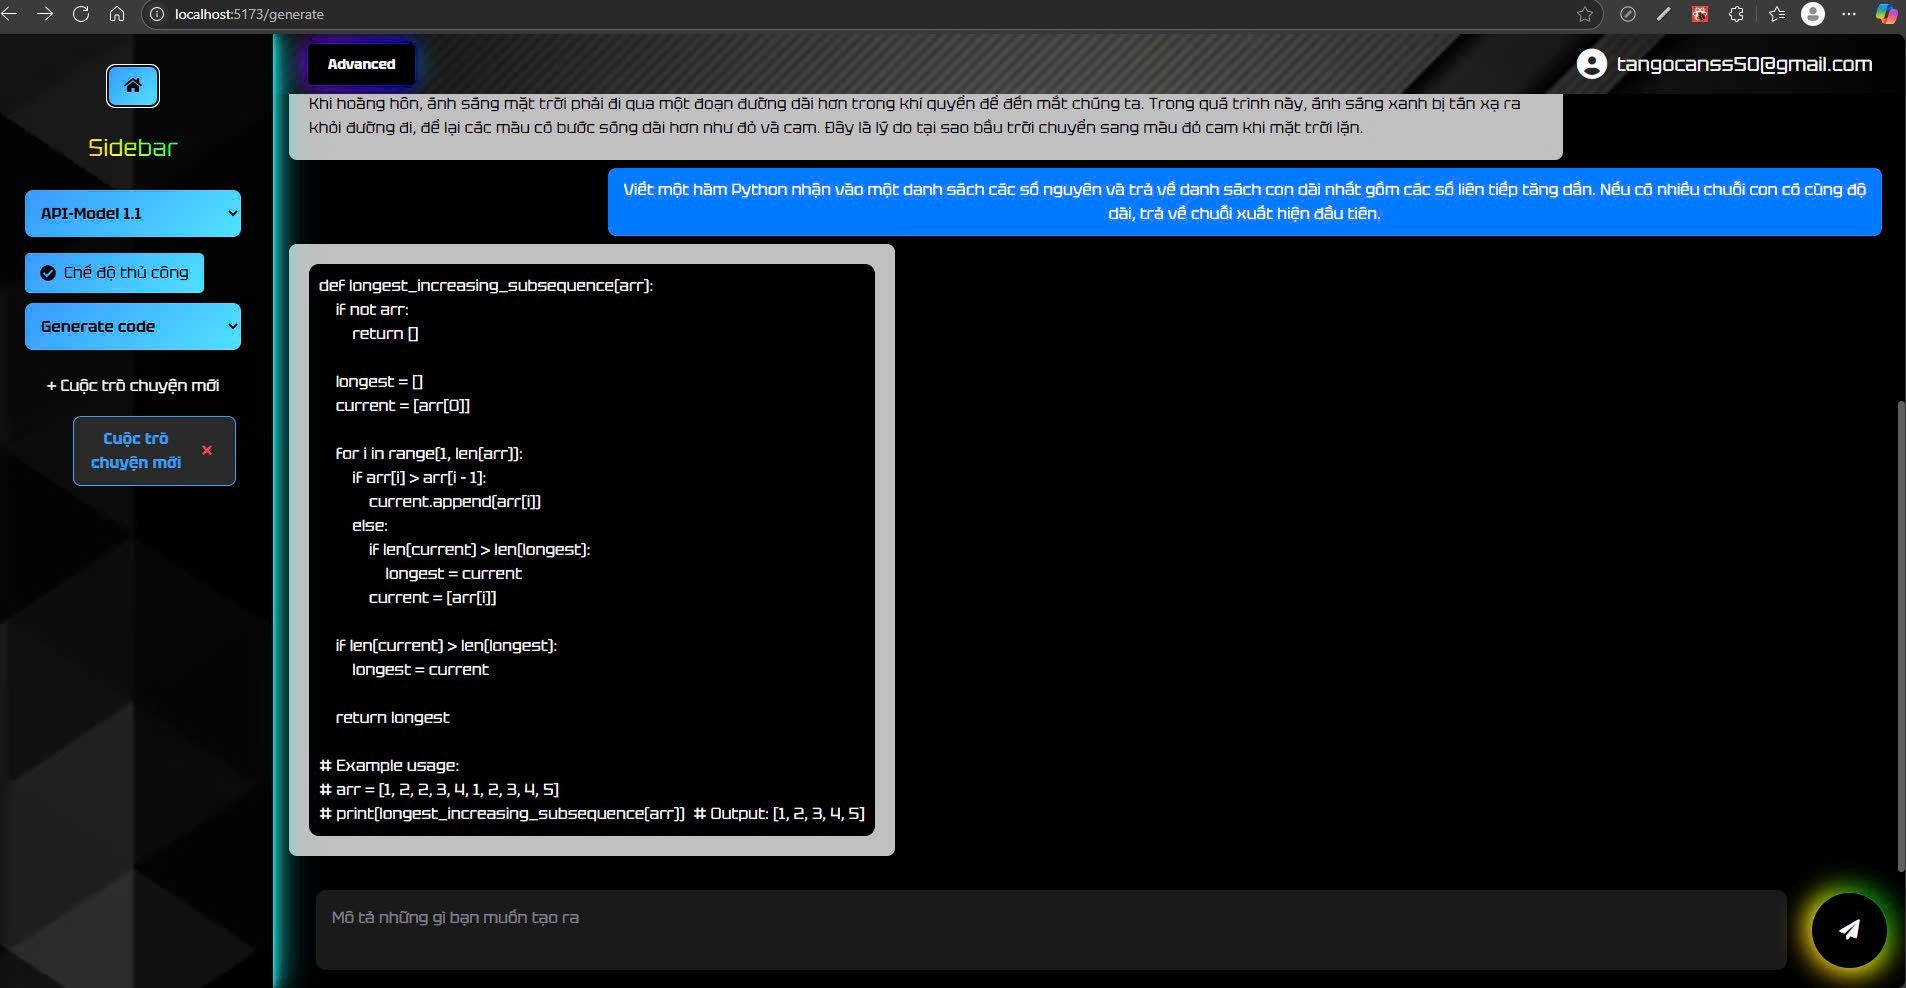 localhost:5173/generate
Advanced
tangocanss50@gmail.com
Sidebar
API-Model 1.1
Chế độ thủ công
Generate code
+ Cuộc trò chuyện mới
Cuộc trò
chuyện mới
Khi hoàng hôn, ánh sáng mặt trời phải đi qua một đoạn đường dài hơn trong khí quyển để đến mắt chúng ta. Trong quá trình này, ánh sáng xanh bị tán xạ ra
khỏi đường đi, để lại các màu có bước sóng dài hơn như đỏ và cam. Đây là lý do tại sao bầu trời chuyển sang màu đỏ cam khi mặt trời lặn.
Viết một hàm Python nhận vào một danh sách các số nguyên và trả về danh sách con dài nhất gồm các số liên tiếp tăng dần. Nếu có nhiều chuỗi con có cùng độ
dài, trả về chuỗi xuất hiện đầu tiên.
def longest_increasing_subsequence(arr):
if not arr:
return []
longest = []
current = [arr[0]]
for i in range(1, len(arr)):
if arr[i] > arr[i - 1]:
current.append(arr[i])
else:
if len(current) > len(longest):
longest = current
current = [arr[i]]
if len(current) > len(longest):
longest = current
return longest
# Example usage:
# arr = [1, 2, 2, 3, 4, 1, 2, 3, 4, 5]
# print(longest_increasing_subsequence(arr)) # Output: [1, 2, 3, 4, 5]
Mô tả những gì bạn muốn tạo ra